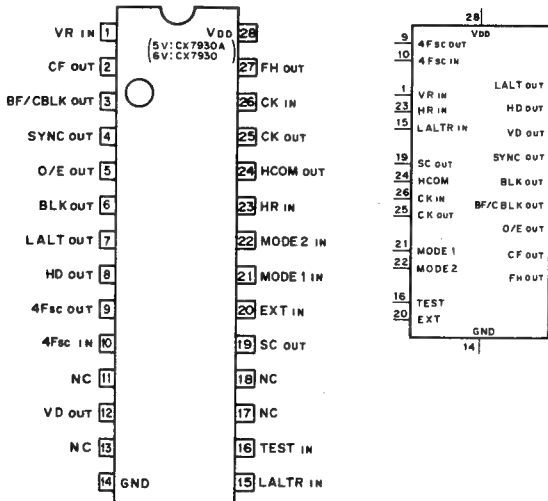 VR IN 1
CF OUT 2
BF/CBLK OUT 3
SYNC OUT 4
O/E OUT 5
BLK OUT 6
LALT OUT 7
HD OUT 8
4Fsc OUT 9
4Fsc IN 10
NC 11
VD OUT 12
NC 13
14 GND
VDD 28
(5V:CX7930A
6V:CX7930)
27 FH OUT
26 CK IN
25 CK OUT
24 HCOM OUT
23 HR IN
22 MODE2 IN
21 MODE1 IN
20 EXT IN
19 SC OUT
18 NC
17 NC
16 TEST IN
15 LALTR IN
28
VDD
9 4Fsc OUT
10 4Fsc IN
1 VR IN
23 HR IN
15 LALTR IN
19 SC OUT
24 HCOM
26 CK IN
25 CK OUT
21 MODE 1
22 MODE 2
16 TEST
20 EXT
LALT OUT
HD OUT
VD OUT
SYNC OUT
BLK OUT
BF/CBLK OUT
O/E OUT
CF OUT
FH OUT
GND
14